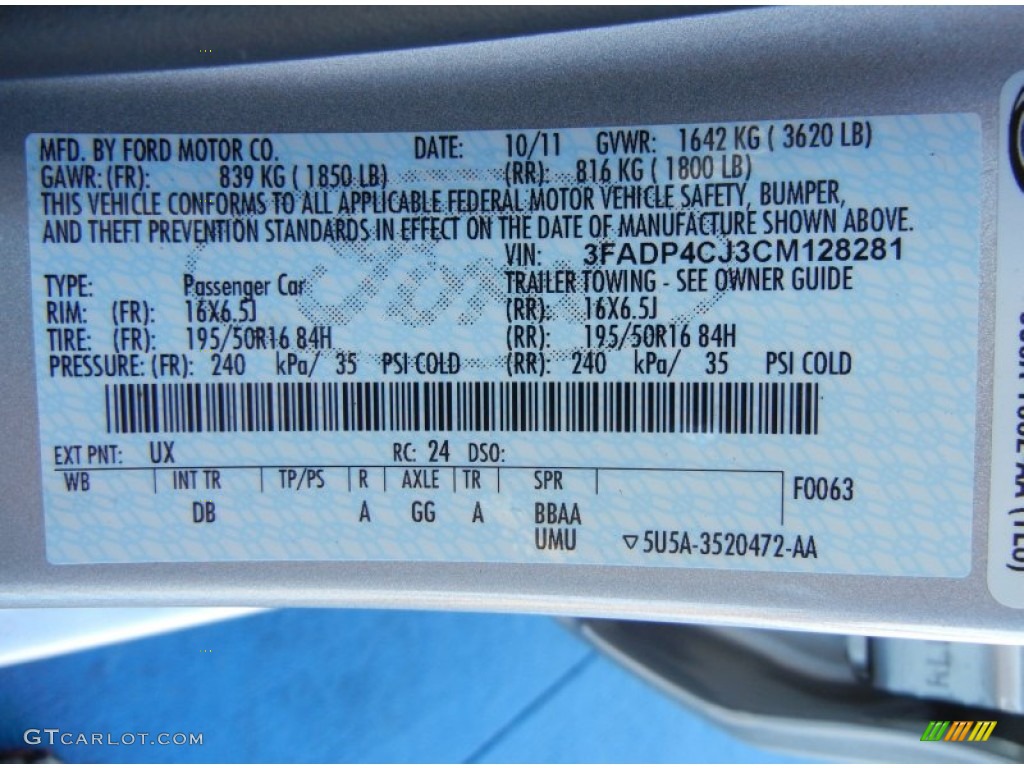 MFD. BY FORD MOTOR CO. DATE: 10/11 GVWR: 1642 KG ( 3620 LB)
GAWR: (FR): 839 KG ( 1850 LB) (RR): 816 KG ( 1800 LB)
THIS VEHICLE CONFORMS TO ALL APPLICABLE FEDERAL MOTOR VEHICLE SAFETY, BUMPER,
AND THEFT PREVENTION STANDARDS IN EFFECT ON THE DATE OF MANUFACTURE SHOWN ABOVE.
VIN: 3FADP4CJ3CM128281
TYPE: Passenger Car TRAILER TOWING - SEE OWNER GUIDE
RIM: (FR): 16X6.5J (RR): 16X6.5J
TIRE: (FR): 195/50R16 84H (RR): 195/50R16 84H
PRESSURE: (FR): 240 kPa/ 35 PSI COLD (RR): 240 kPa/ 35 PSI COLD
EXT PNT: UX RC: 24 DSO:
WB INT TR TP/PS R AXLE TR SPR F0063
DB A GG A BBAA
UMU ▽5U5A-3520472-AA
GTCARLOT.COM